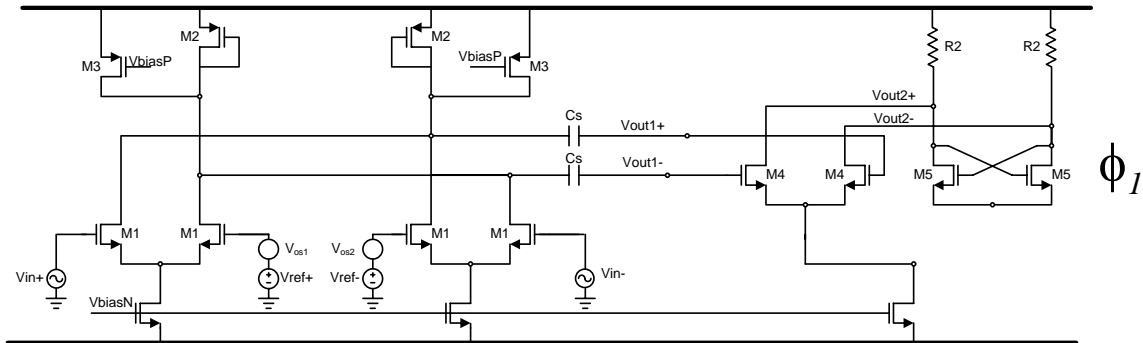 M2
M2
R2
R2
M3
VbiasP
VbiasP
M3
Vout2+
Cs
Vout1+
Vout2-
Cs
Vout1-
M4
M4
M5
M5
ϕ1
M1
M1
Vos1
Vos2
M1
M1
Vin+
Vref+
Vref-
Vin-
VbiasN